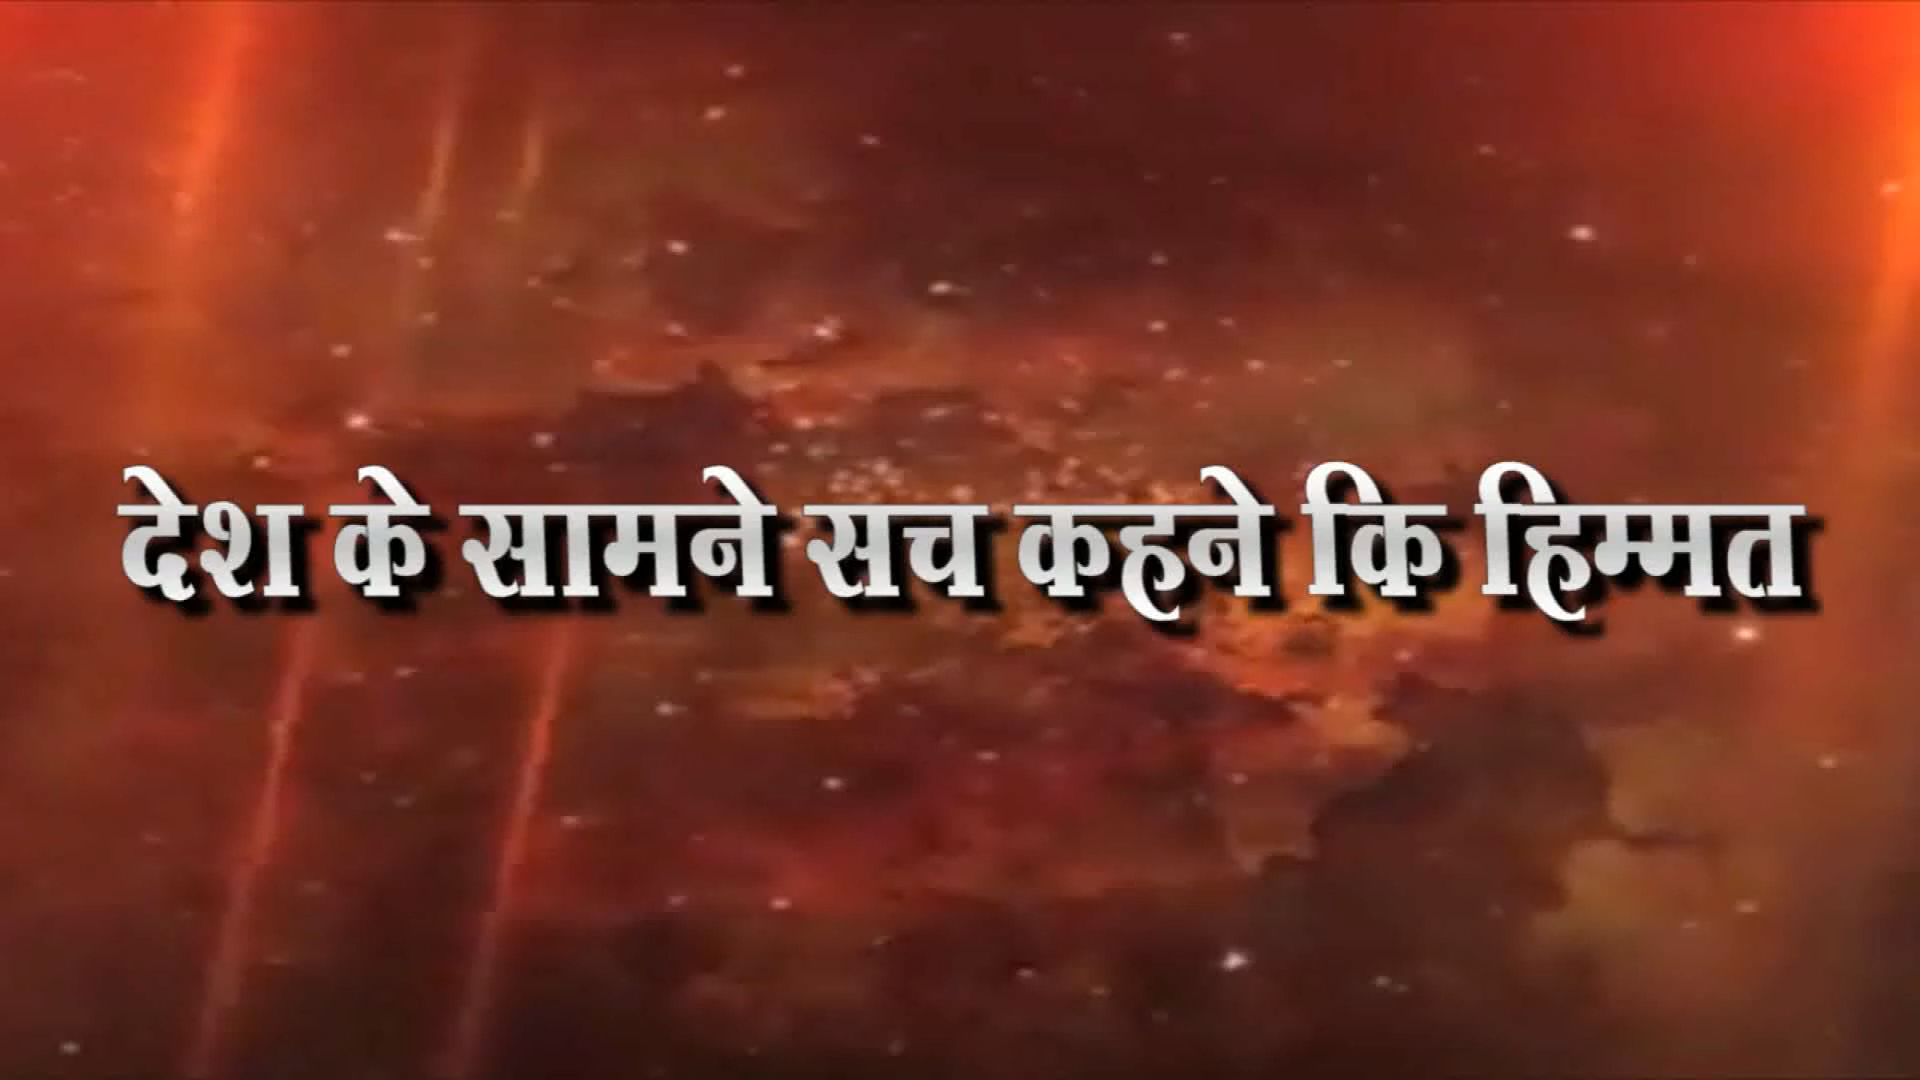 देश के सामने सच कहने कि हिम्मत